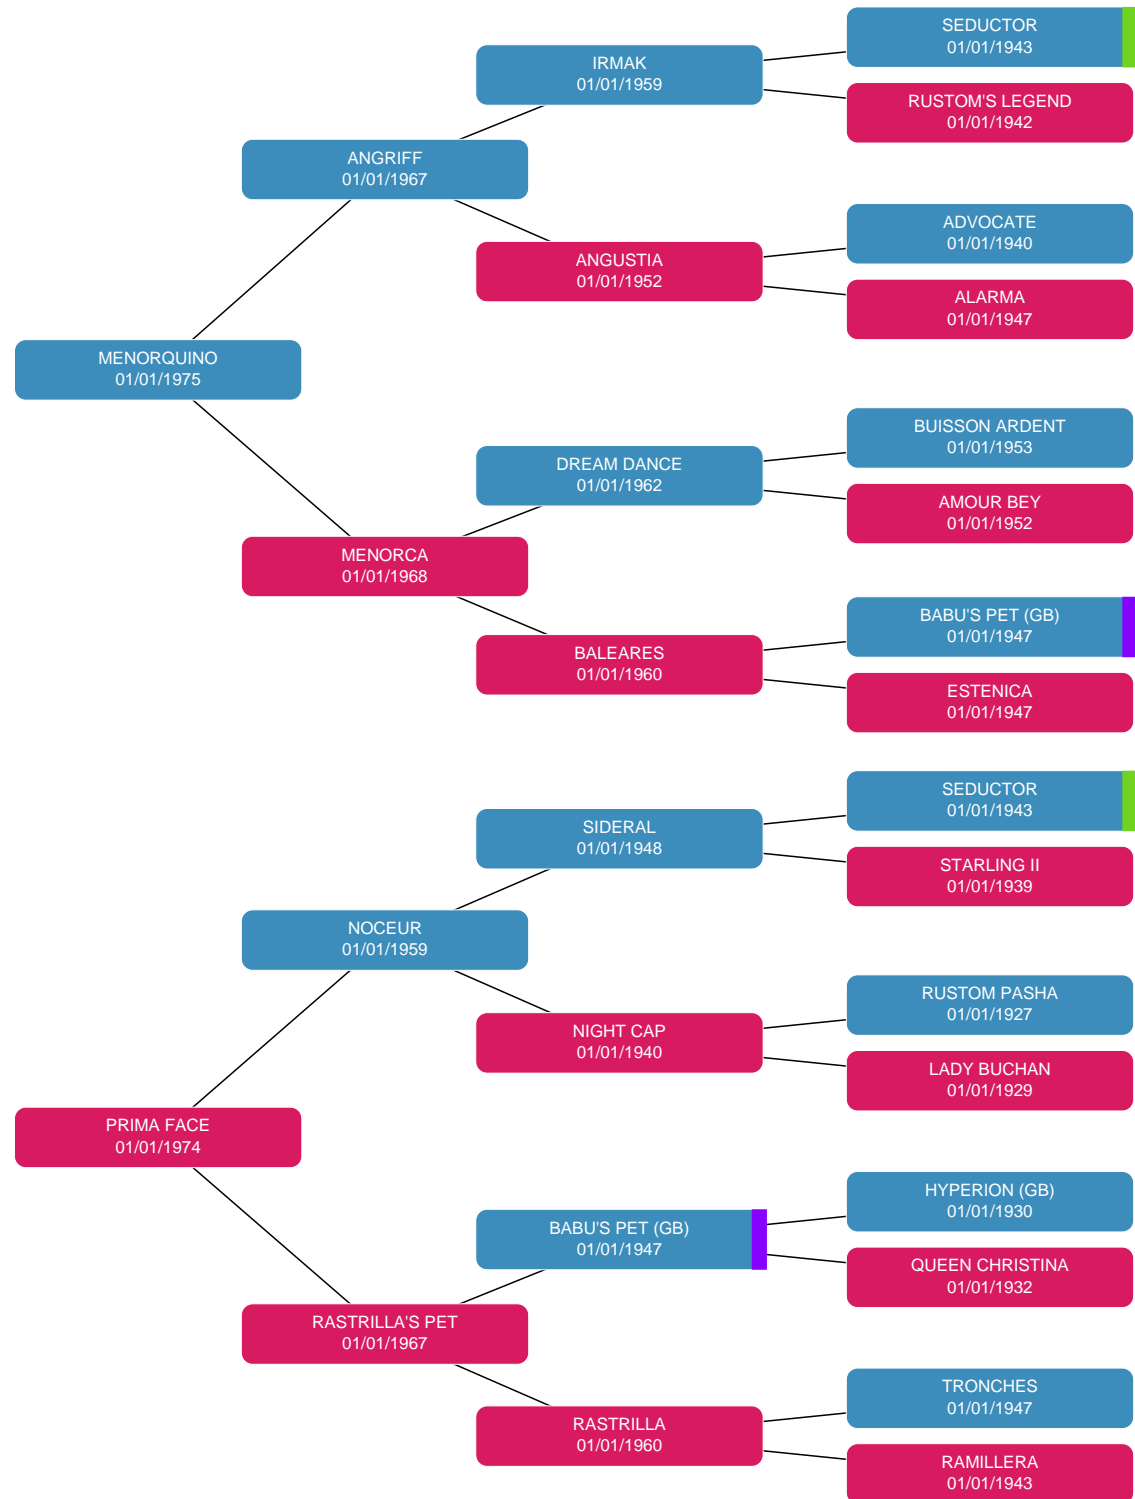 SEDUCTOR
01/01/1943
IRMAK
01/01/1959
RUSTOM'S LEGEND
01/01/1942
ANGRIFF
01/01/1967
ADVOCATE
01/01/1940
ANGUSTIA
01/01/1952
ALARMA
01/01/1947
MENORQUINO
01/01/1975
BUISSON ARDENT
01/01/1953
DREAM DANCE
01/01/1962
AMOUR BEY
01/01/1952
MENORCA
01/01/1968
BABU'S PET (GB)
01/01/1947
BALEARES
01/01/1960
ESTENICA
01/01/1947
SEDUCTOR
01/01/1943
SIDERAL
01/01/1948
STARLING II
01/01/1939
NOCEUR
01/01/1959
RUSTOM PASHA
01/01/1927
NIGHT CAP
01/01/1940
LADY BUCHAN
01/01/1929
PRIMA FACE
01/01/1974
HYPERION (GB)
01/01/1930
BABU'S PET (GB)
01/01/1947
QUEEN CHRISTINA
01/01/1932
RASTRILLA'S PET
01/01/1967
TRONCHES
01/01/1947
RASTRILLA
01/01/1960
RAMILLERA
01/01/1943